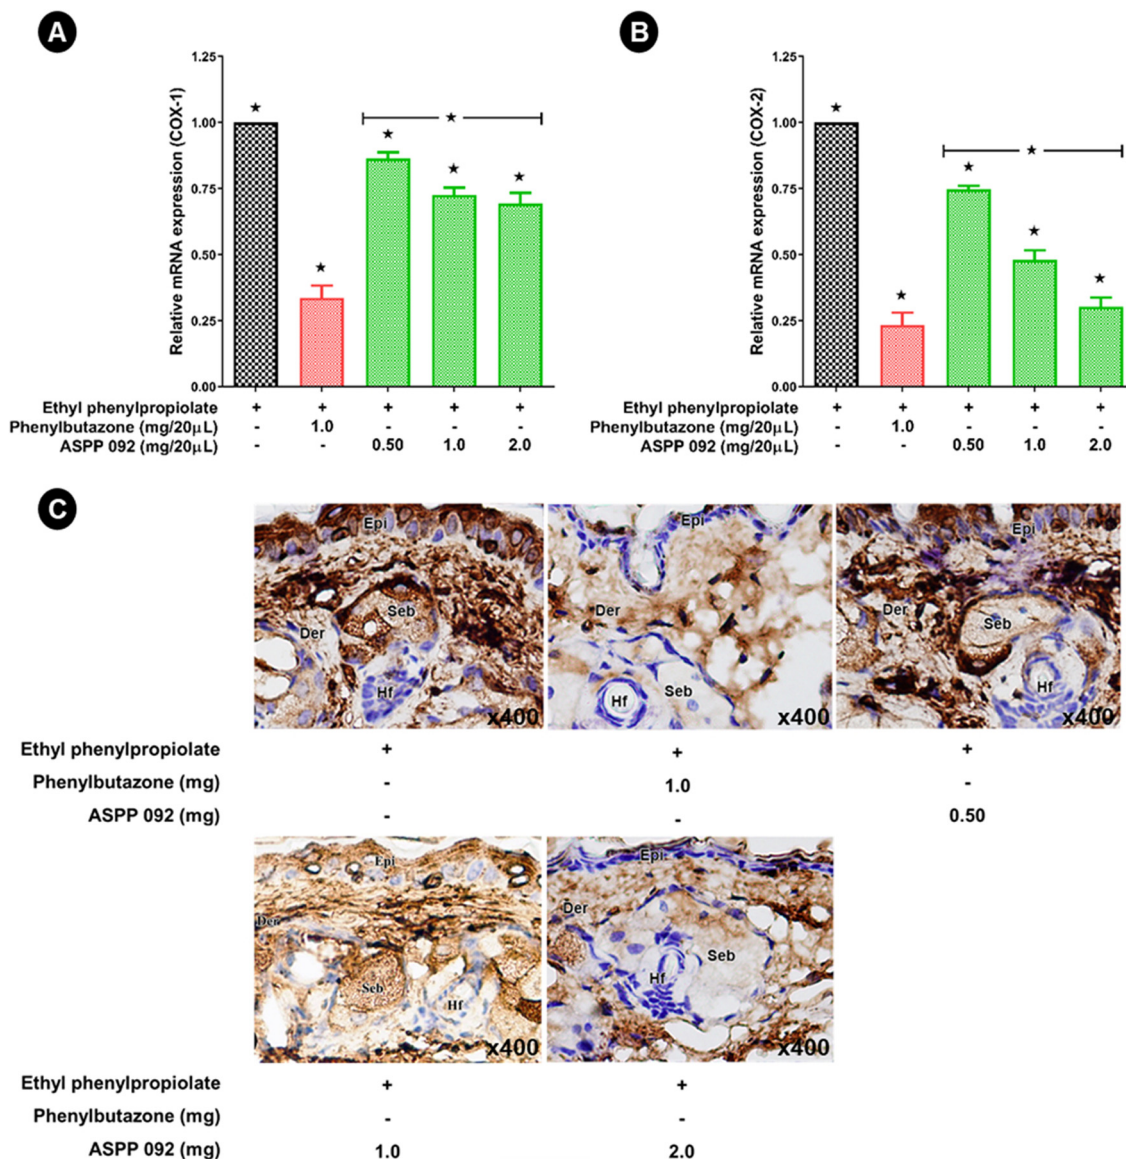 A
Relative mRNA expression (COX-1)
1.25
1.00
0.75
0.50
0.25
0.00
★
★
★
★
★
★
Ethyl phenylpropiolate + + + + +
Phenylbutazone (mg/20µL) - 1.0 - - -
ASPP 092 (mg/20µL) - - 0.50 1.0 2.0
B
Relative mRNA expression (COX-2)
1.25
1.00
0.75
0.50
0.25
0.00
★
★
★
★
★
★
Ethyl phenylpropiolate + + + + +
Phenylbutazone (mg/20µL) - 1.0 - - -
ASPP 092 (mg/20µL) - - 0.50 1.0 2.0
C
Epi
Seb
Der
Hf
x400
Epi
Der
Seb
Hf
x400
Epi
Der
Seb
Hf
x400
Ethyl phenylpropiolate + + +
Phenylbutazone (mg) - 1.0 -
ASPP 092 (mg) - - 0.50
Epi
Der
Seb
Hf
x400
Epi
Der
Seb
Hf
x400
Ethyl phenylpropiolate + +
Phenylbutazone (mg) - -
ASPP 092 (mg) 1.0 2.0